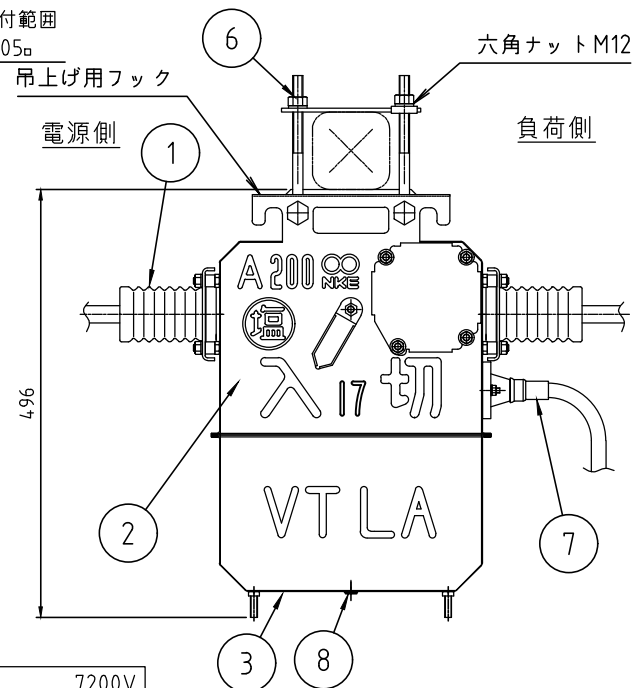 付範囲
05□
六角ナットM12
吊上げ用フック
電源側
負荷側
6
1
496
A 200 NKE
塩
入 17 切
VT LA
2
7
3
8
7200V